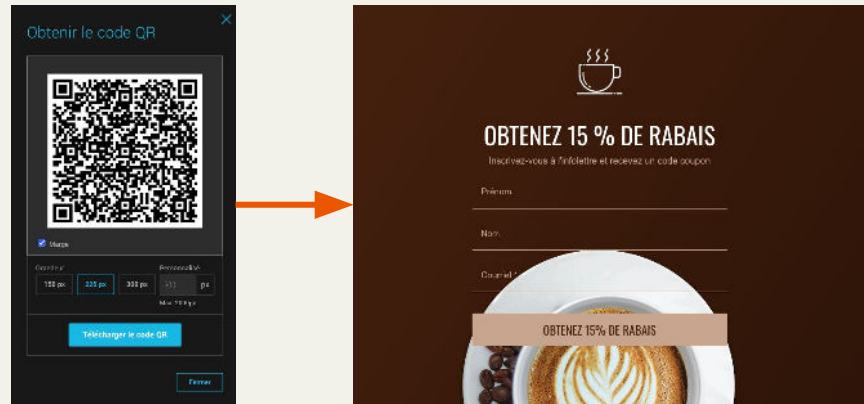 Obtenir le code QR
Marge
Grandeur
Personnalisé
150 px
225 px
300 px
px
Télécharger le code QR
Fermer
OBTENEZ 15 % DE RABAIS
Inscrivez-vous à l'infolettre et recevez un code coupon
Prénom
Nom
Courriel
OBTENEZ 15% DE RABAIS